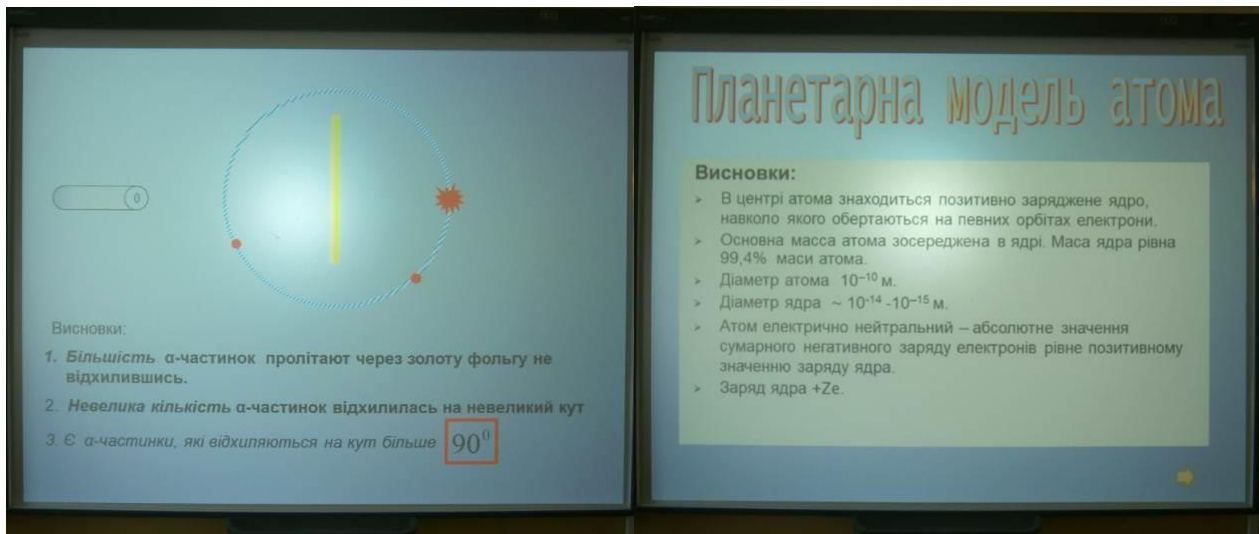 Висновки:
1. Більшість α-частинок пролітают через золоту фольгу не
відхилившись.
2. Невелика кількість α-частинок відхилилась на невеликий кут
3. Є α-частинки, які відхиляються на кут більше 90⁰
Планетарна модель атома
Висновки:
➢ В центрі атома знаходиться позитивно заряджене ядро,
навколо якого обертаються на певних орбітах електрони.
➢ Основна масса атома зосереджена в ядрі. Маса ядра рівна
99,4% маси атома.
➢ Діаметр атома 10⁻¹⁰ м.
➢ Діаметр ядра ~ 10⁻¹⁴ -10⁻¹⁵ м.
➢ Атом електрично нейтральний – абсолютне значення
сумарного негативного заряду електронів рівне позитивному
значенню заряду ядра.
➢ Заряд ядра +Ze.